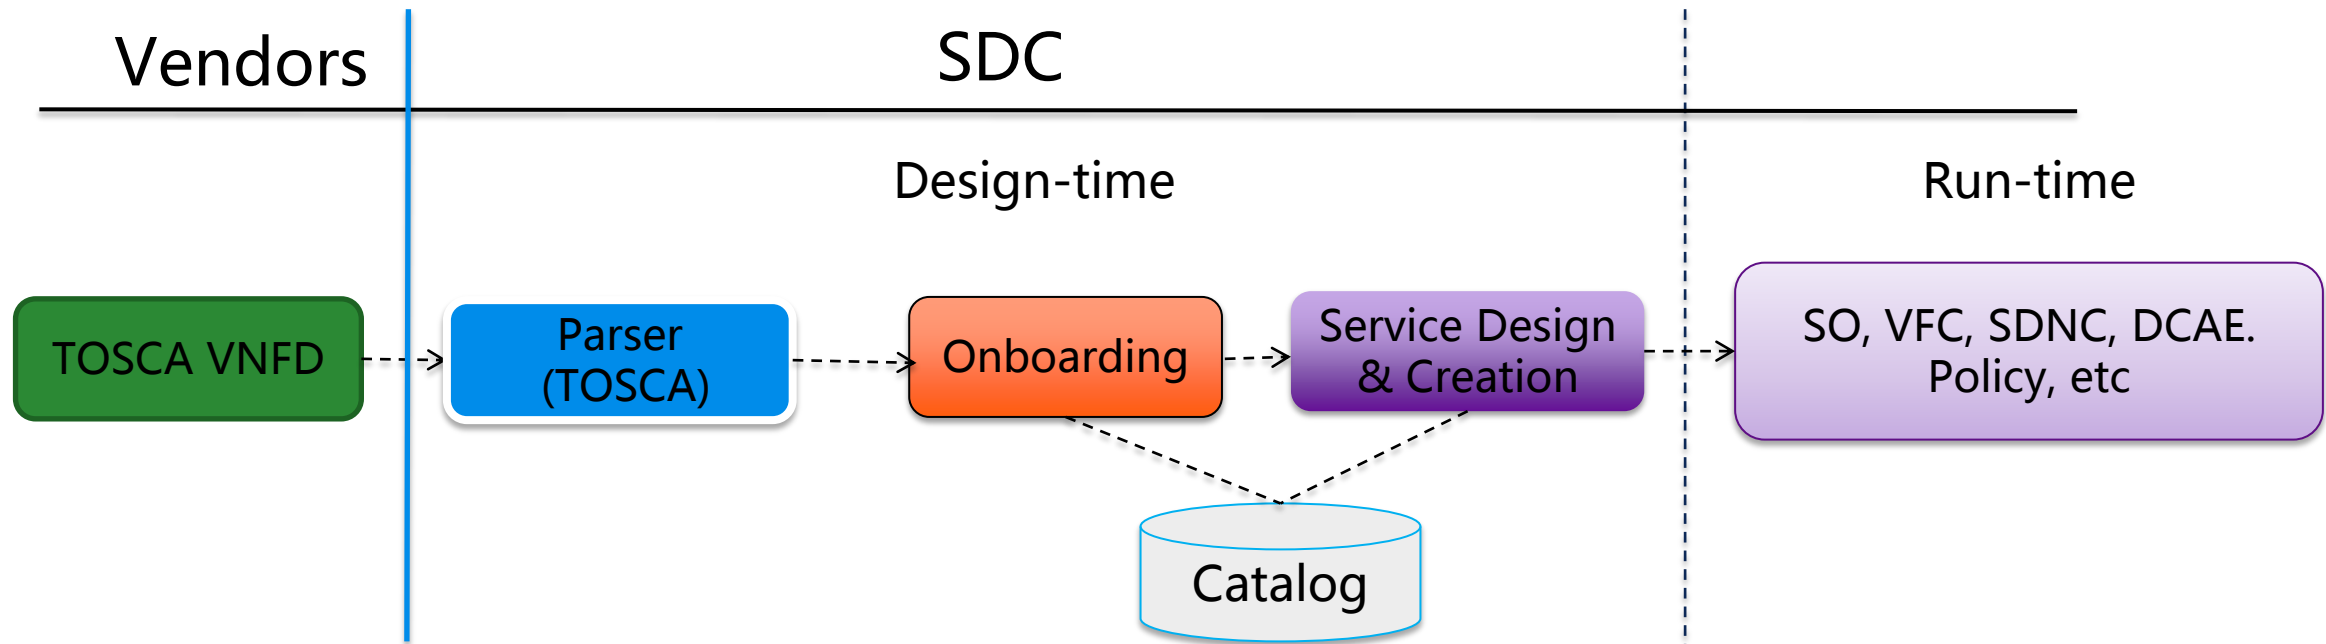 Vendors
SDC
Design-time
Run-time
TOSCA VNFD
Parser
(TOSCA)
Onboarding
Service Design
& Creation
SO, VFC, SDNC, DCAE.
Policy, etc
Catalog